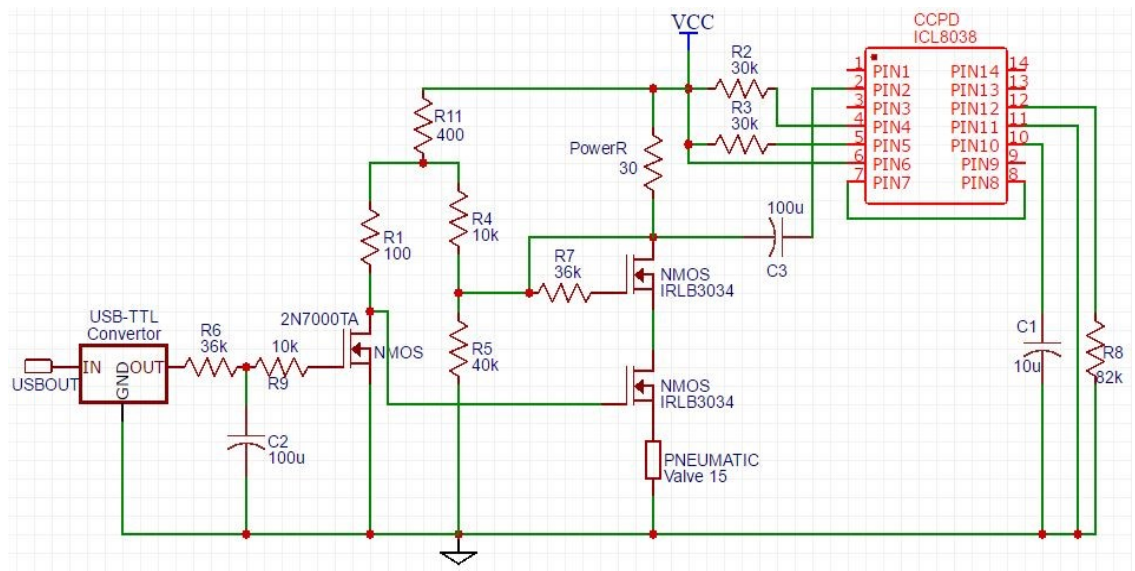 VCC
CCPD
ICL8038
R2
30k
R3
30k
R11
400
PowerR
30
1 PIN1 PIN14 14
2 PIN2 PIN13 13
3 PIN3 PIN12 12
4 PIN4 PIN11 11
5 PIN5 PIN10 10
6 PIN6 PIN9 9
7 PIN7 PIN8 8
R1
100
R4
10k
R7
36k
100u
C3
NMOS
IRLB3034
USB-TTL
Convertor
R6
36k
10k
R9
2N7000TA
NMOS
R5
40k
IN
OUT
GND
USBOUT
NMOS
IRLB3034
C1
10u
R8
82k
C2
100u
PNEUMATIC
Valve 15